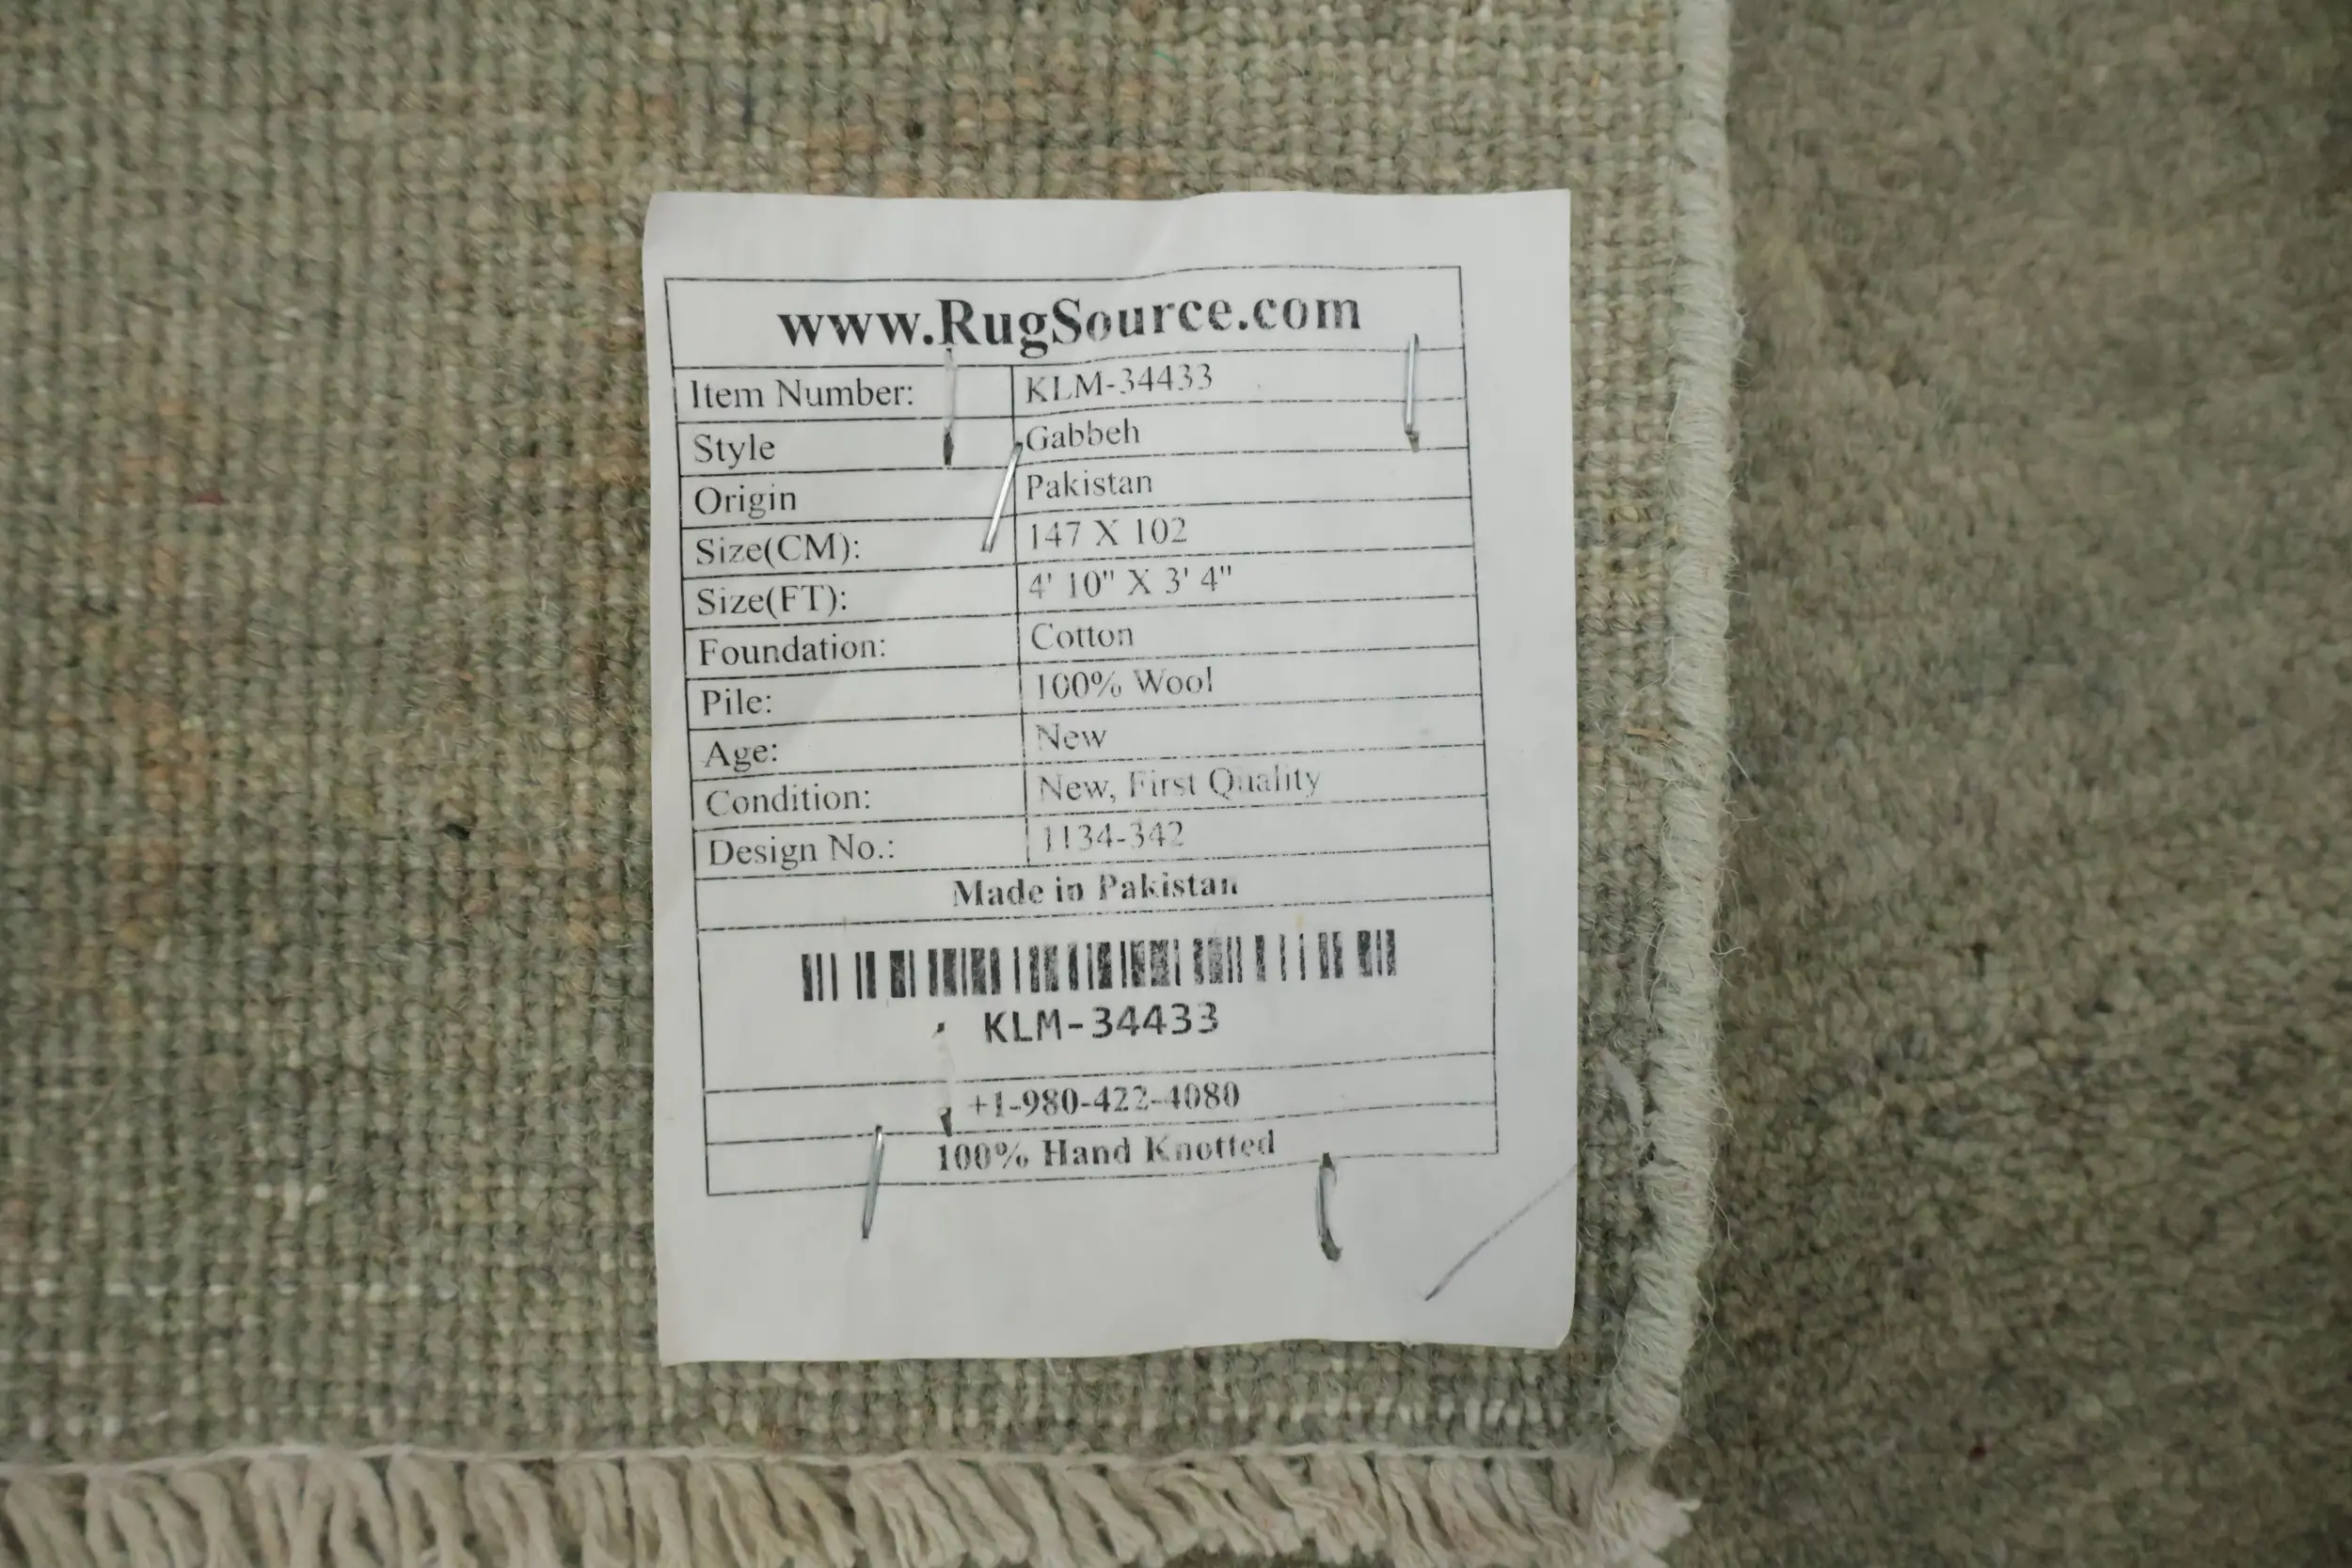 www.RugSource.com
Item Number: KLM-34433
Style Gabbeh
Origin Pakistan
Size(CM): 147 X 102
Size(FT): 4' 10" X 3' 4"
Foundation: Cotton
Pile: 100% Wool
Age: New
Condition: New, First Quality
Design No.: 1134-342
Made in Pakistan
KLM-34433
+1-980-422-4080
100% Hand Knotted